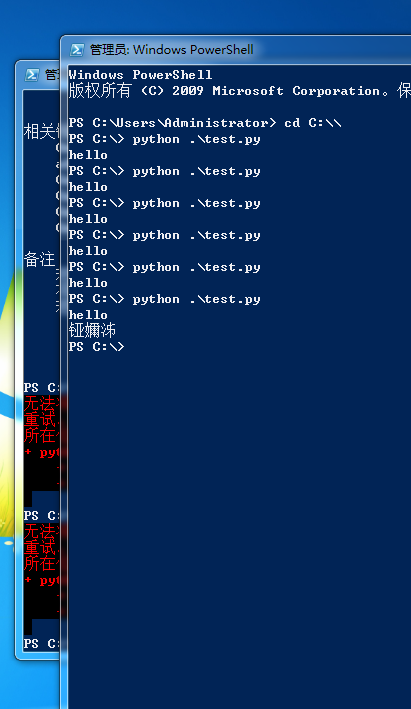 管理员: Windows PowerShell
Windows PowerShell
版权所有 (C) 2009 Microsoft Corporation。保
PS C:\Users\Administrator> cd C:\\
PS C:\> python .\test.py
hello
PS C:\> python .\test.py
hello
PS C:\> python .\test.py
hello
PS C:\> python .\test.py
hello
PS C:\> python .\test.py
hello
PS C:\> python .\test.py
hello
PS C:\>
管
相关
备注
PS C:
无法
重试
所在
+ pyt
PS C:
无法
重试
所在
+ pyt
PS C: